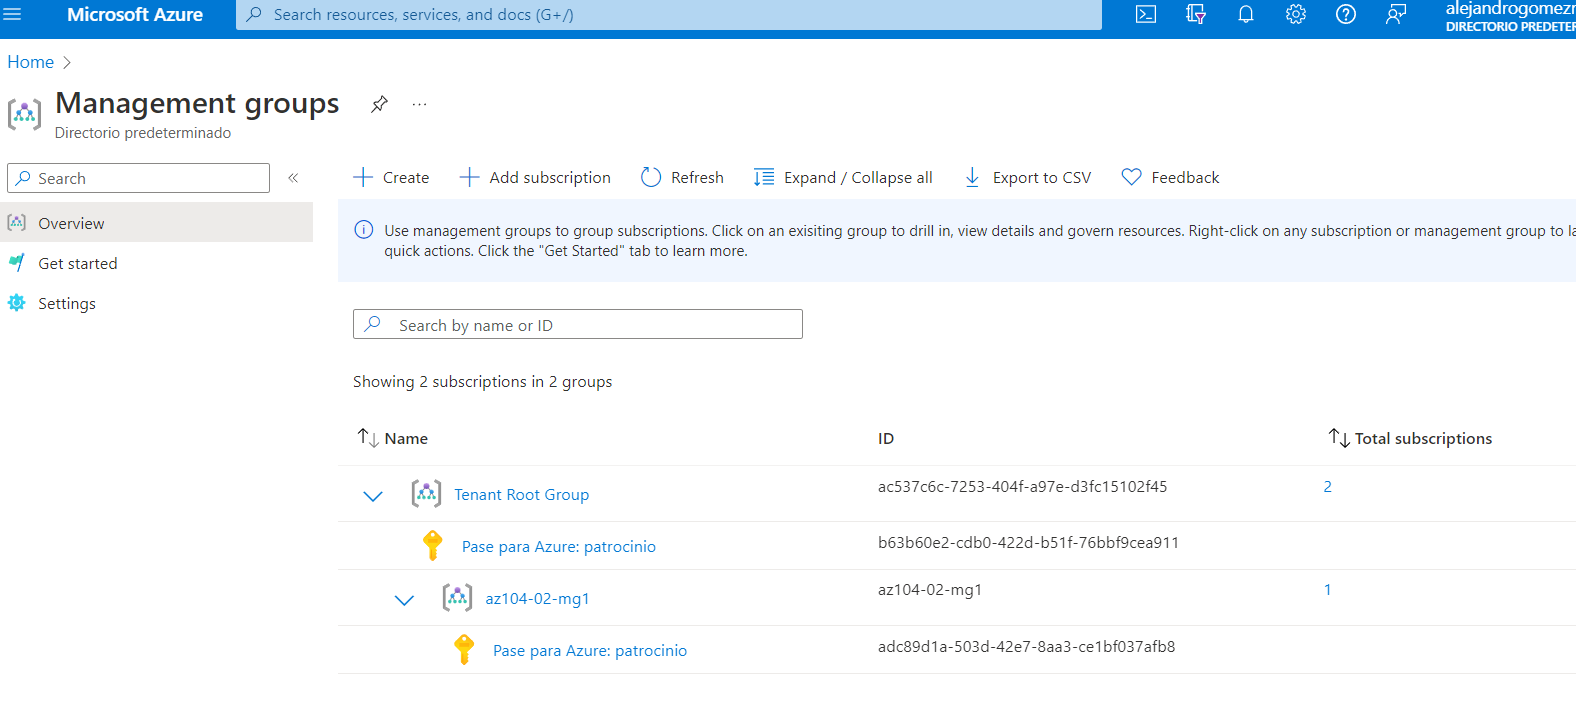 Microsoft Azure
Search resources, services, and docs (G+/)
alejandrogomezr
DIRECTORIO PREDETER
Home
Management groups
...
Directorio predeterminado
Search
«
Create
Add subscription
Refresh
Expand / Collapse all
Export to CSV
Feedback
Overview
Get started
Settings
Use management groups to group subscriptions. Click on an exisiting group to drill in, view details and govern resources. Right-click on any subscription or management group to la
quick actions. Click the "Get Started" tab to learn more.
Search by name or ID
Showing 2 subscriptions in 2 groups
Name ID Total subscriptions
Tenant Root Group ac537c6c-7253-404f-a97e-d3fc15102f45 2
Pase para Azure: patrocinio b63b60e2-cdb0-422d-b51f-76bbf9cea911
az104-02-mg1 az104-02-mg1 1
Pase para Azure: patrocinio adc89d1a-503d-42e7-8aa3-ce1bf037afb8